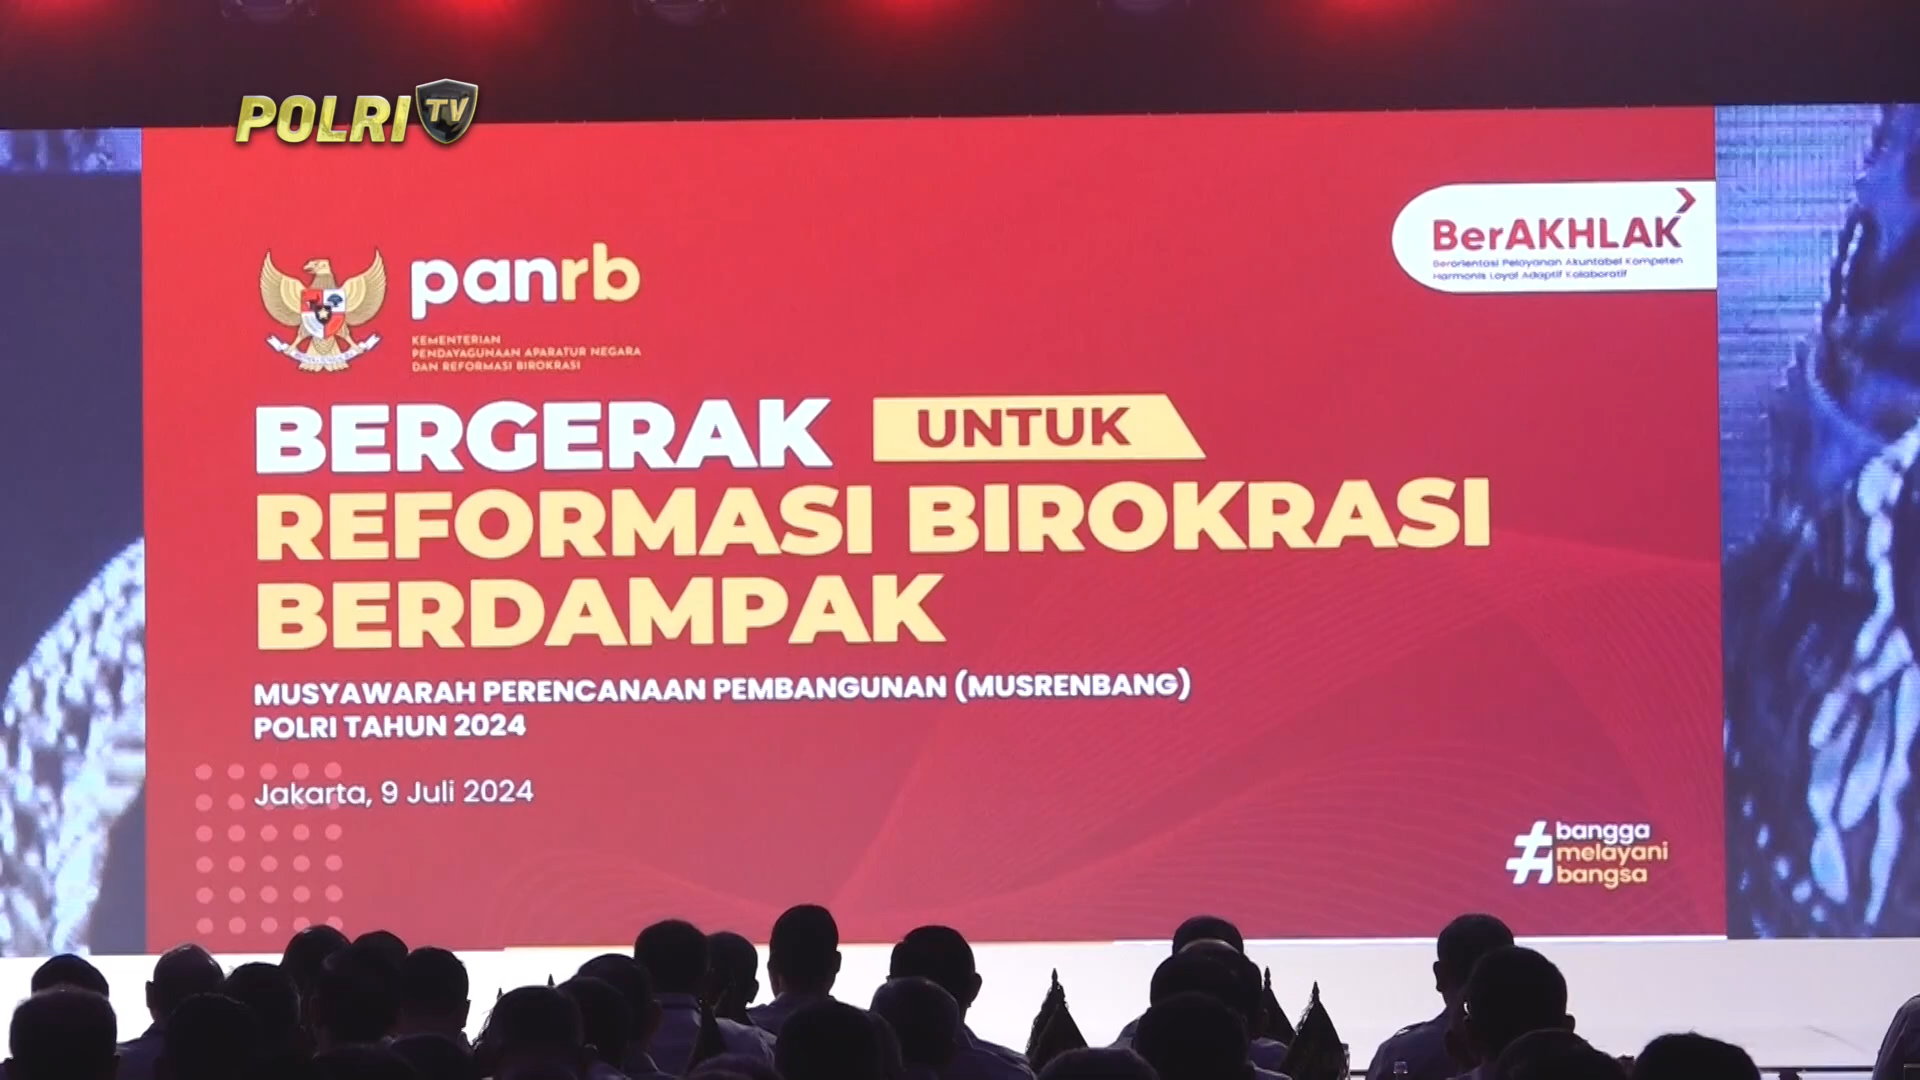 POLRI TV
BerAKHLAK
Berorientasi Pelayanan Akuntabel Kompeten
Harmonis Loyal Adaptif Kolaboratif
panrb
KEMENTERIAN
PENDAYAGUNAAN APARATUR NEGARA
DAN REFORMASI BIROKRASI
BERGERAK UNTUK
REFORMASI BIROKRASI
BERDAMPAK
MUSYAWARAH PERENCANAAN PEMBANGUNAN (MUSRENBANG)
POLRI TAHUN 2024
Jakarta, 9 Juli 2024
#bangga
melayani
bangsa